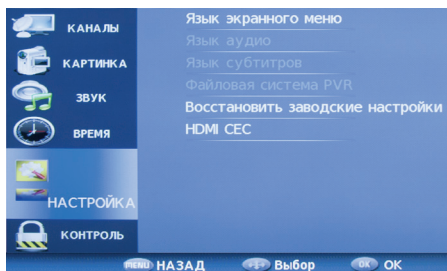 КАНАЛЫ
КАРТИНКА
ЗВУК
ВРЕМЯ
НАСТРОЙКА
КОНТРОЛЬ
Язык экранного меню
Язык аудио
Язык субтитров
Файловая система PVR
Восстановить заводские настройки
HDMI CEC
MENU НАЗАД Выбор OK OK